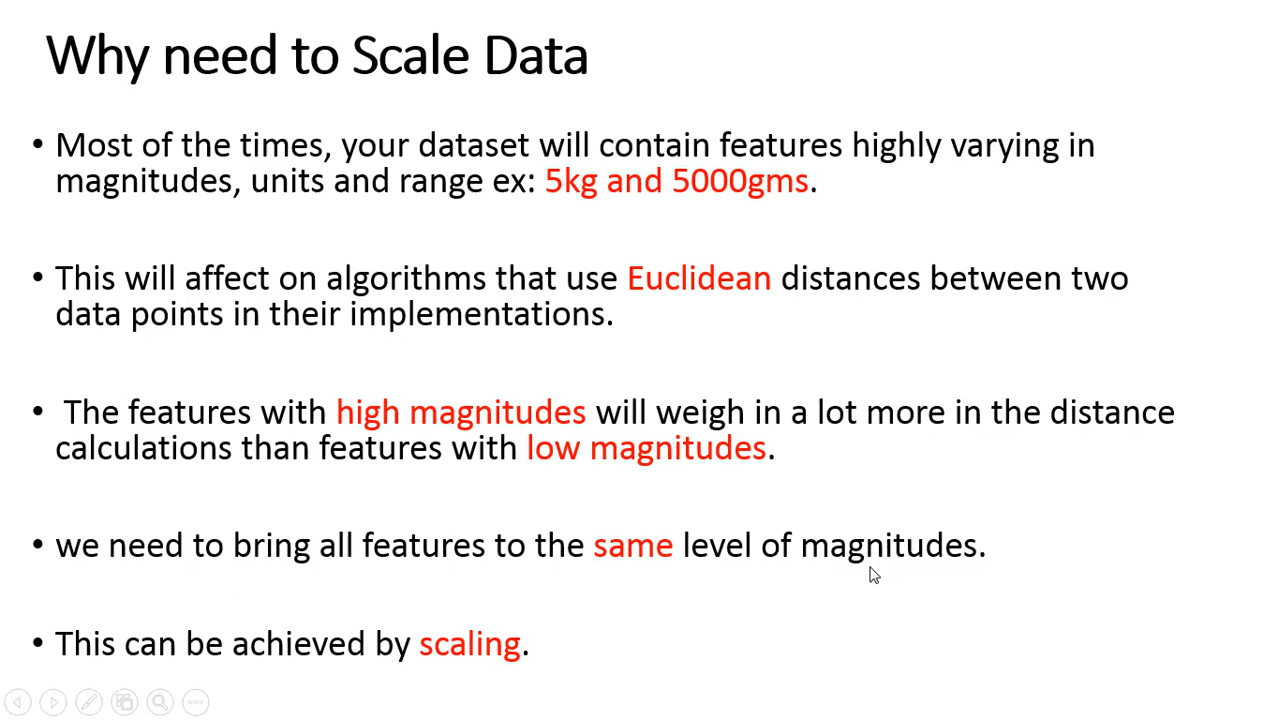 Why need to Scale Data
• Most of the times, your dataset will contain features highly varying in
magnitudes, units and range ex: 5kg and 5000gms.
• This will affect on algorithms that use Euclidean distances between two
data points in their implementations.
• The features with high magnitudes will weigh in a lot more in the distance
calculations than features with low magnitudes.
• we need to bring all features to the same level of magnitudes.
• This can be achieved by scaling.